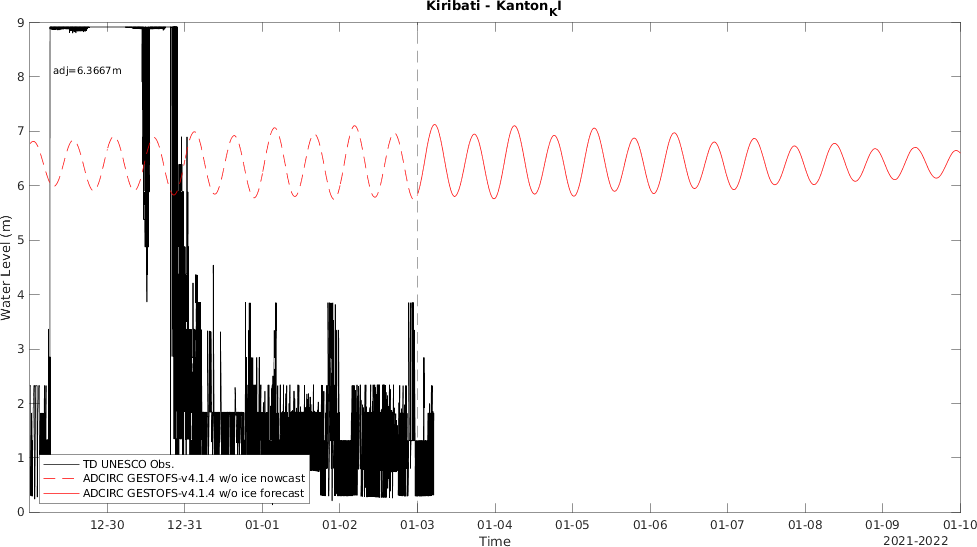 Kiribati - Kanton_KI
9
8
7
6
5
4
3
2
1
0
Water Level (m)
adj=6.3667m
TD UNESCO Obs.
ADCIRC GESTOFS-v4.1.4 w/o ice nowcast
ADCIRC GESTOFS-v4.1.4 w/o ice forecast
12-30 12-31 01-01 01-02 01-03 01-04 01-05 01-06 01-07 01-08 01-09 01-10
Time
2021-2022